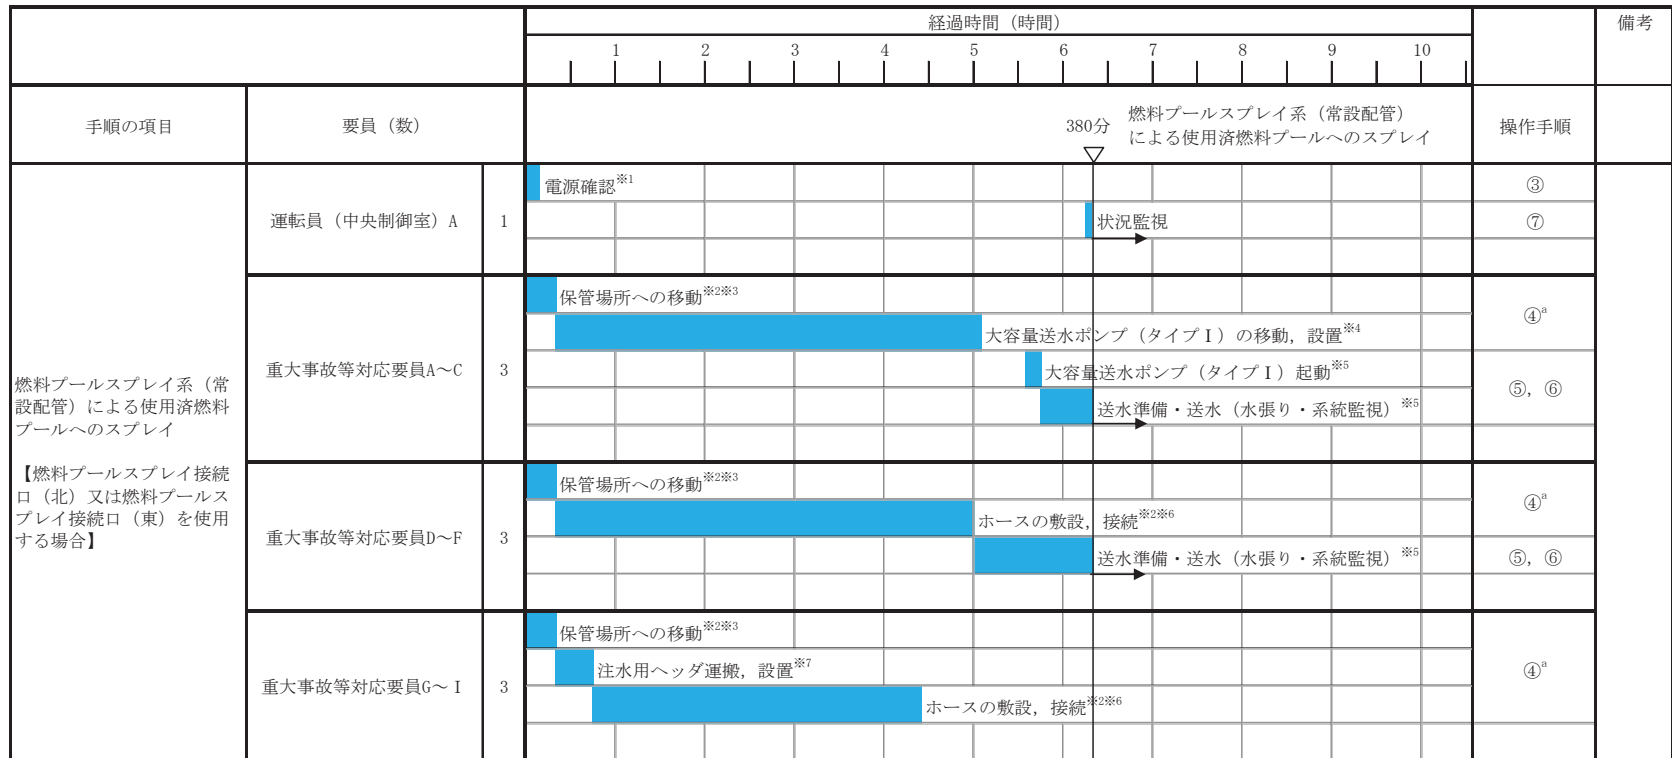 経過時間（時間）
備考
1 2 3 4 5 6 7 8 9 10
手順の項目
要員（数）
380分
燃料プールスプレイ系（常設配管）
による使用済燃料プールへのスプレイ
操作手順
燃料プールスプレイ系（常
設配管）による使用済燃料
プールへのスプレイ
【燃料プールスプレイ接続
口（北）又は燃料プールス
プレイ接続口（東）を使用
する場合】
運転員（中央制御室）A
1
電源確認※1
③
状況監視
⑦
重大事故等対応要員A～C
3
保管場所への移動※2※3
大容量送水ポンプ（タイプⅠ）の移動，設置※4
④a
大容量送水ポンプ（タイプⅠ）起動※5
送水準備・送水（水張り・系統監視）※5
⑤，⑥
重大事故等対応要員D～F
3
保管場所への移動※2※3
ホースの敷設，接続※2※6
④a
送水準備・送水（水張り・系統監視）※5
⑤，⑥
重大事故等対応要員G～Ⅰ
3
保管場所への移動※2※3
注水用ヘッダ運搬，設置※7
ホースの敷設，接続※2※6
④a